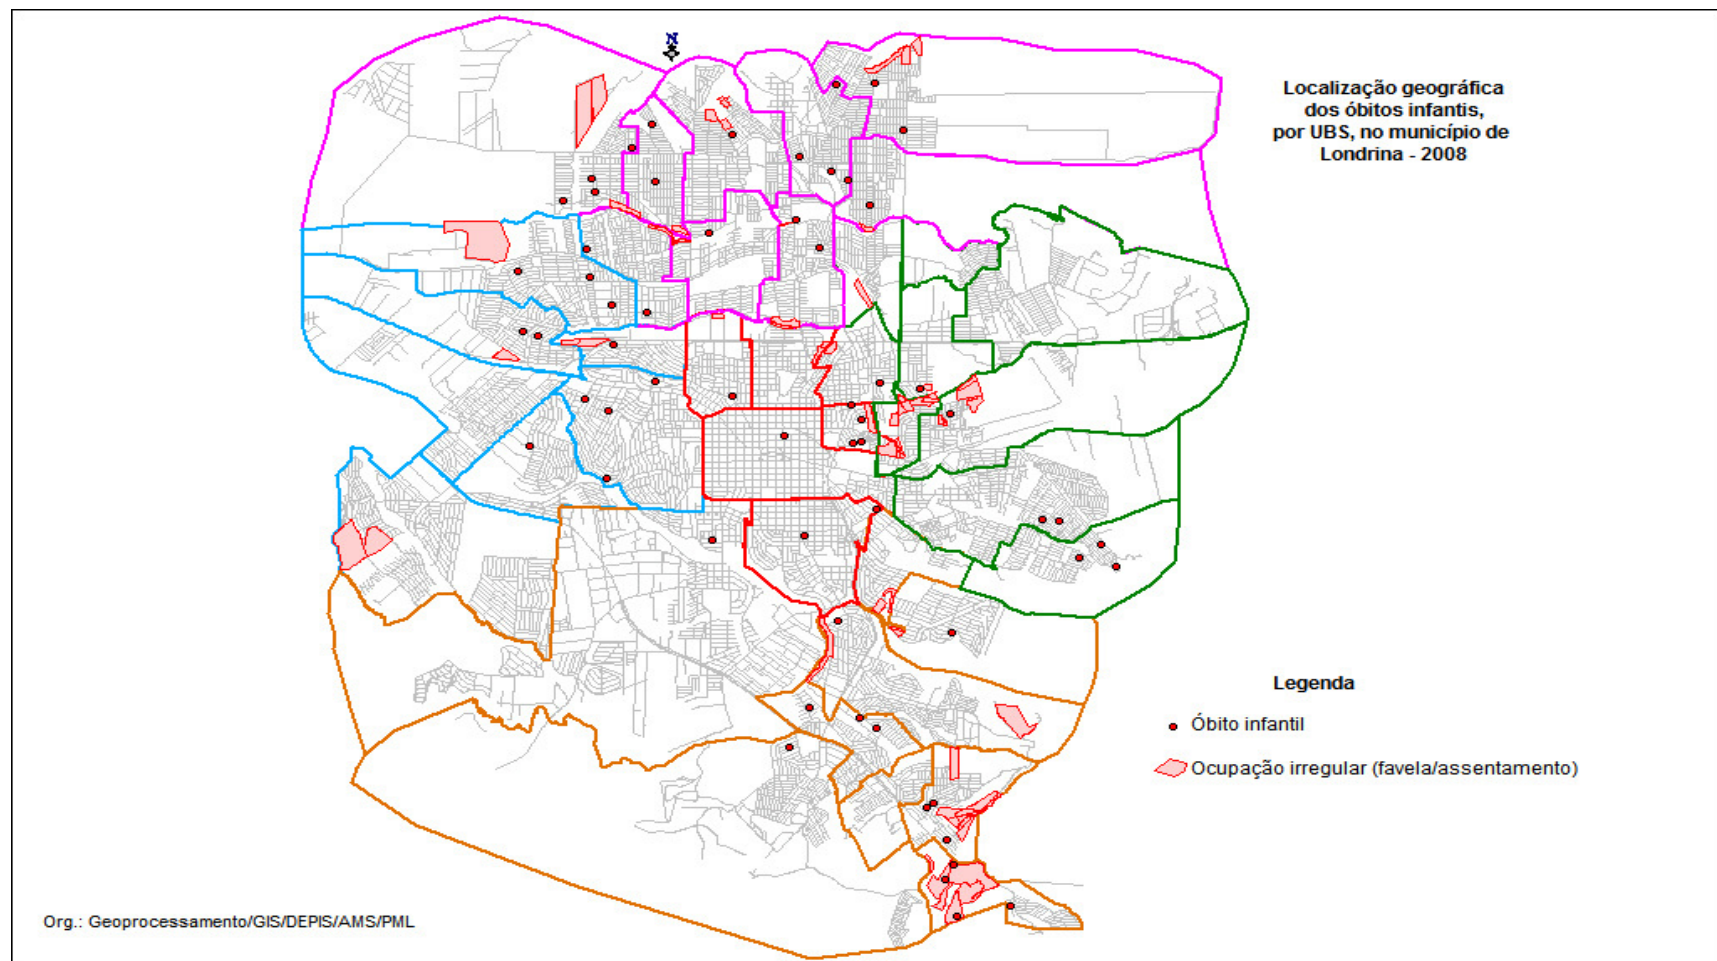 N
Localização geográfica
dos óbitos infantis,
por UBS, no município de
Londrina - 2008
Legenda
Óbito infantil
Ocupação irregular (favela/assentamento)
Org.: Geoprocessamento/GIS/DEPIS/AMS/PML